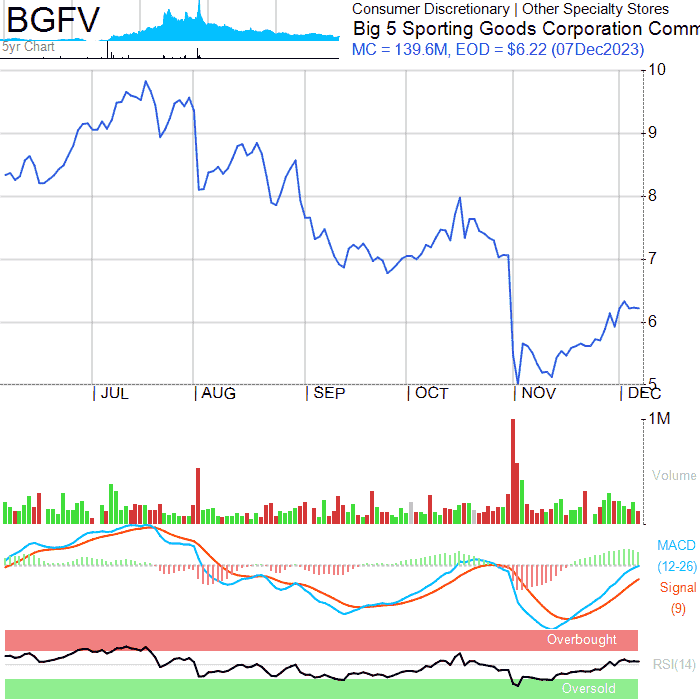 BGFV
5yr Chart
Consumer Discretionary | Other Specialty Stores
Big 5 Sporting Goods Corporation Comm
MC = 139.6M, EOD = $6.22 (07Dec2023)
10
9
8
7
6
5
JUL AUG SEP OCT NOV DEC
1M
Volume
MACD
(12-26)
Signal
(9)
Overbought
RSI(14)
Oversold